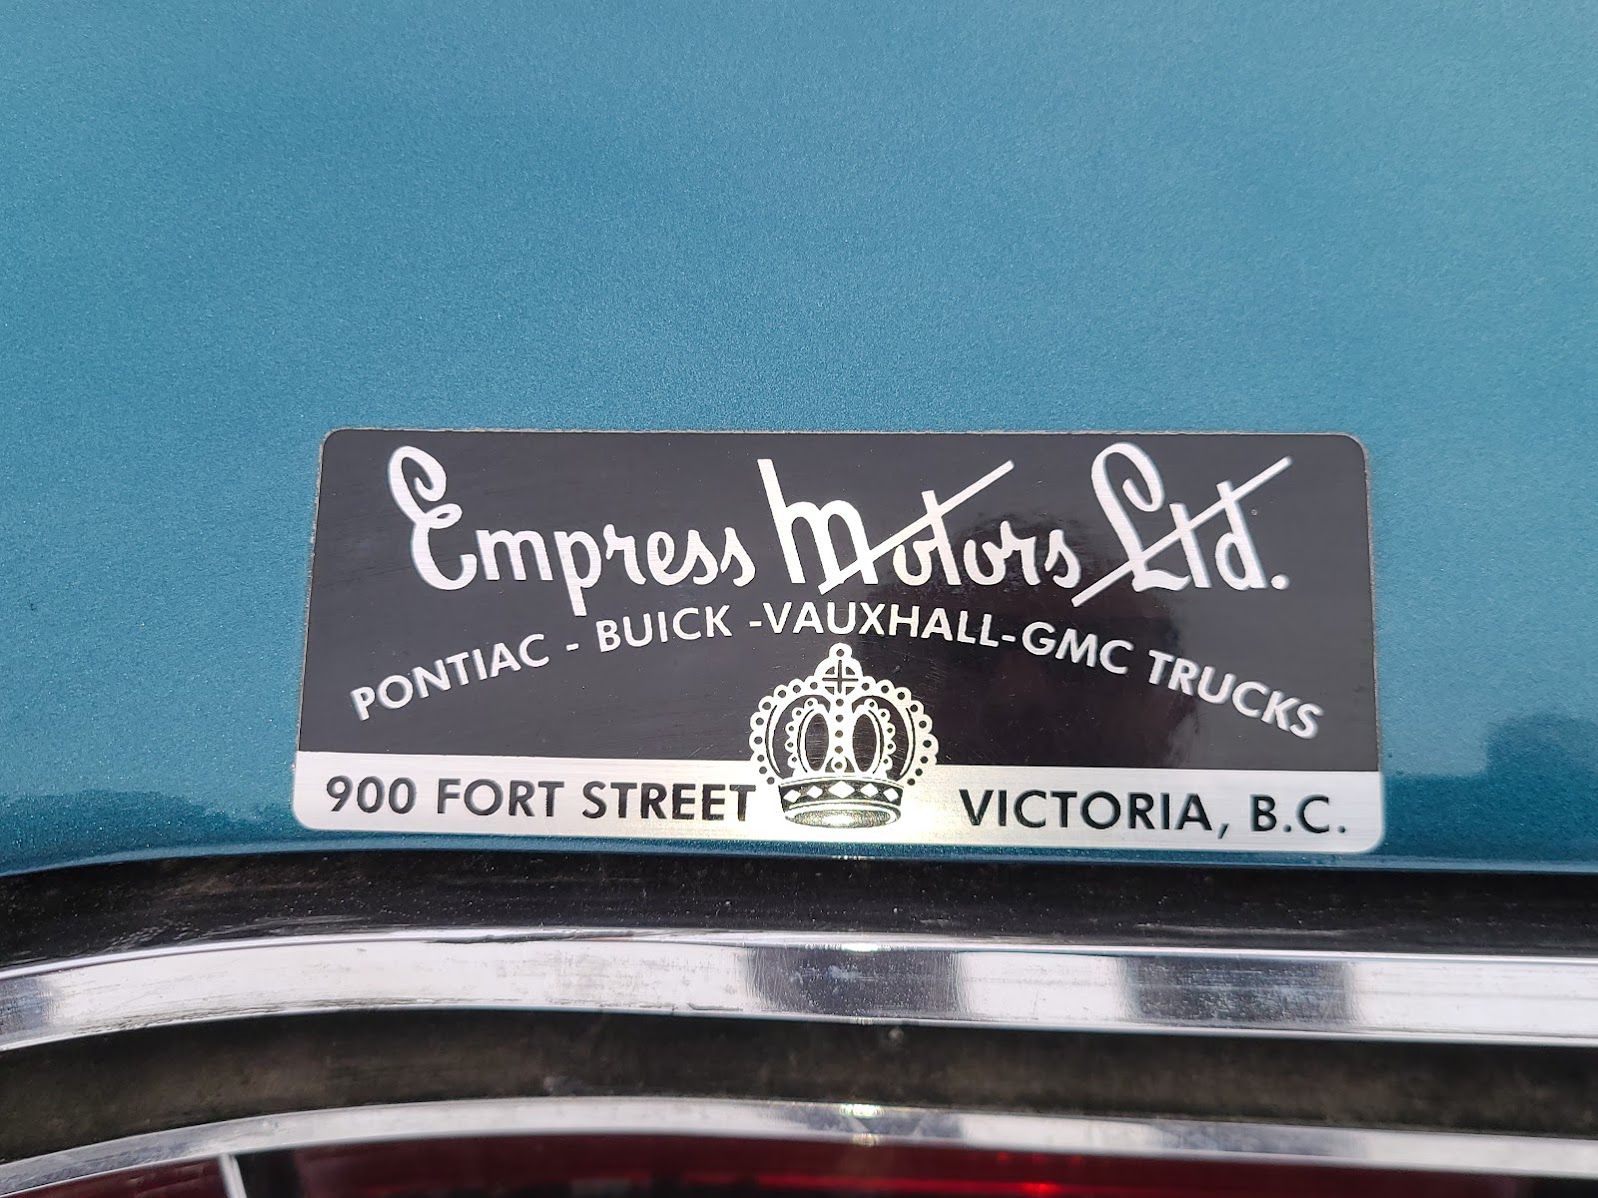 Empress Motors Ltd.
PONTIAC - BUICK -VAUXHALL-GMC TRUCKS
900 FORT STREET VICTORIA, B.C.